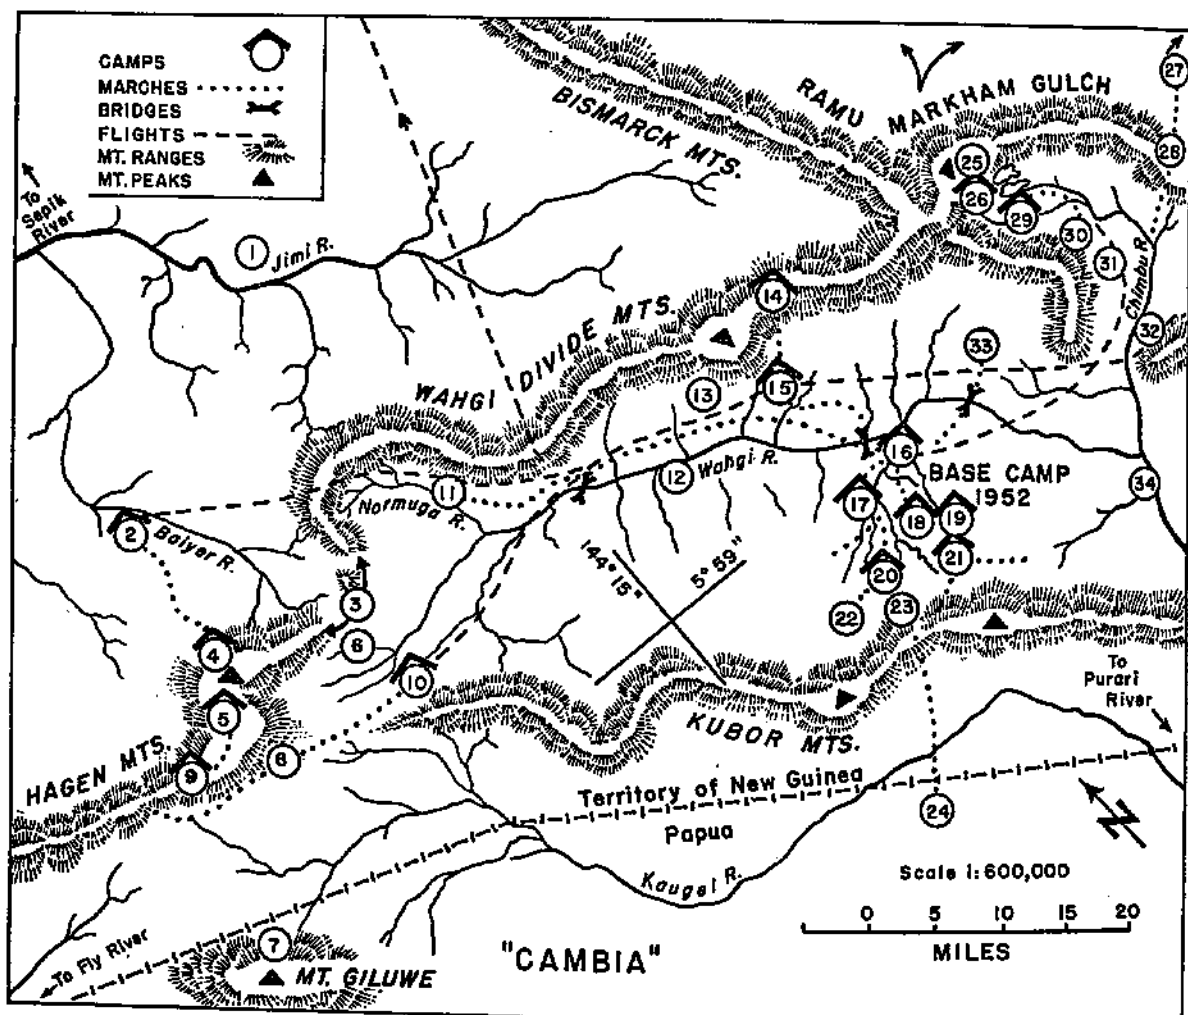 CAMPS
MARCHES
BRIDGES
FLIGHTS
MT. RANGES
MT. PEAKS
To
Sepik
River
1
Jimi R.
BISMARCK MTS.
RAMU MARKHAM GULCH
27
28
25
26
29
30
31
Chimbu R.
32
WAHGI DIVIDE MTS.
14
13
15
33
11
Normuga R.
12
Wahgi R.
16
BASE CAMP
1952
34
2
Baiyer R.
17
18
19
21
144° 15"
5° 59"
20
3
22
23
6
4
10
5
To
Purari
River
KUBOR MTS.
HAGEN MTS.
9
8
Territory of New Guinea
Papua
24
Scale 1:600,000
Kaugel R.
0 5 10 15 20
MILES
7
To Fly River
MT. GILUWE
"CAMBIA"
N